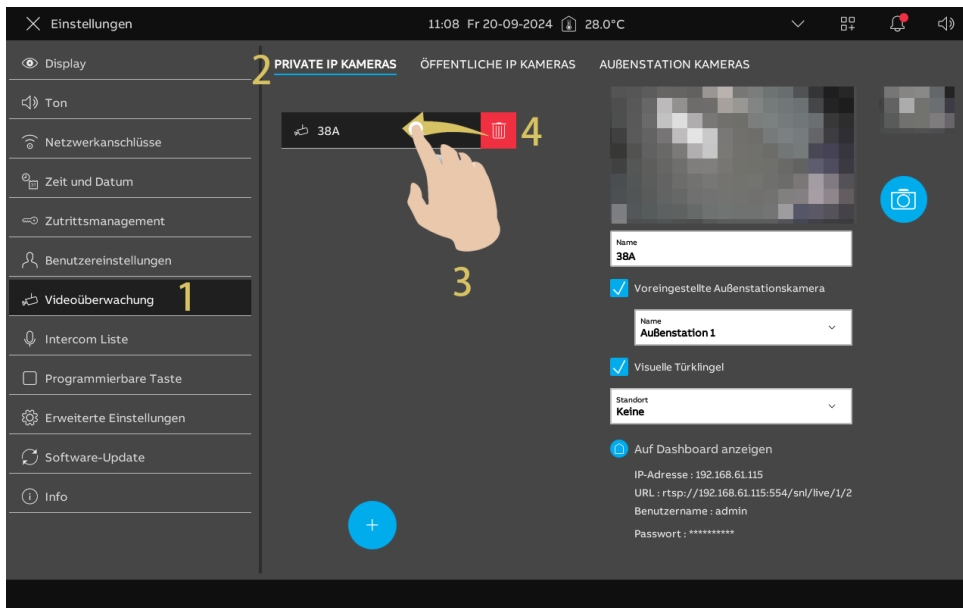 Einstellungen
11:08 Fr 20-09-2024 28.0°C
Display
Ton
Netzwerkanschlüsse
Zeit und Datum
Zutrittsmanagement
Benutzereinstellungen
Videoüberwachung 1
Intercom Liste
Programmierbare Taste
Erweiterte Einstellungen
Software-Update
Info
2 PRIVATE IP KAMERAS ÖFFENTLICHE IP KAMERAS AUßENSTATION KAMERAS
38A 4
3
Name
38A
Voreingestellte Außenstationskamera
Name
Außenstation 1
Visuelle Türklingel
Standort
Keine
Auf Dashboard anzeigen
IP-Adresse : 192.168.61.115
URL : rtsp://192.168.61.115:554/snl/live/1/2
Benutzername : admin
Passwort : **********